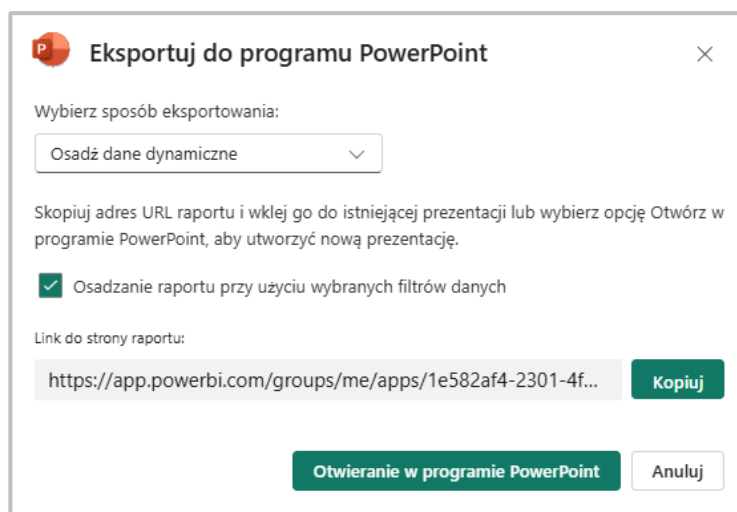 P
Eksportuj do programu PowerPoint
Wybierz sposób eksportowania:
Osadź dane dynamiczne
Skopiuj adres URL raportu i wklej go do istniejącej prezentacji lub wybierz opcję Otwórz w
programie PowerPoint, aby utworzyć nową prezentację.
Osadzanie raportu przy użyciu wybranych filtrów danych
Link do strony raportu:
https://app.powerbi.com/groups/me/apps/1e582af4-2301-4f...
Kopiuj
Otwieranie w programie PowerPoint
Anuluj